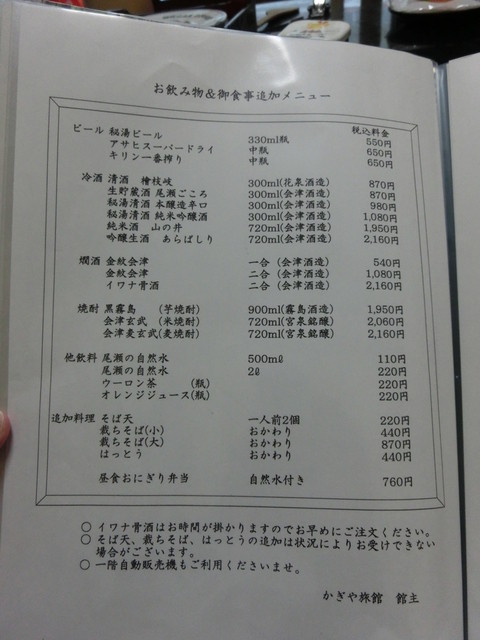 お飲み物&御食事追加メニュー
税込料金
ビール 秘湯ビール 330ml瓶 550円
アサヒスーパードライ 中瓶 650円
キリン一番搾り 中瓶 650円
冷酒 清酒 檜枝岐 300ml(花泉酒造) 870円
生貯蔵酒 尾瀬ごころ 300ml(会津酒造) 870円
秘湯清酒 本醸造辛口 300ml(会津酒造) 980円
秘湯清酒 純米吟醸酒 300ml(会津酒造) 1,080円
純米酒 山の井 720ml(会津酒造) 1,950円
吟醸生酒 あらばしり 720ml(会津酒造) 2,160円
燗酒 金紋会津 一合 (会津酒造) 540円
金紋会津 二合 (会津酒造) 1,080円
イワナ骨酒 二合 (会津酒造) 2,160円
焼酎 黒霧島 (芋焼酎) 900ml(霧島酒造) 1,950円
会津玄武 (米焼酎) 720ml(宮泉銘醸) 2,060円
会津麦玄武(麦焼酎) 720ml(宮泉銘醸) 2,160円
他飲料 尾瀬の自然水 500mℓ 110円
尾瀬の自然水 2ℓ 220円
ウーロン茶 (瓶) 220円
オレンジジュース(瓶) 220円
追加料理 そば天 一人前2個 220円
裁ちそば(小) おかわり 440円
裁ちそば(大) おかわり 870円
はっとう おかわり 440円
昼食おにぎり弁当 自然水付き 760円
○ イワナ骨酒はお時間が掛かりますのでお早めにご注文ください。
○ そば天、裁ちそば、はっとうの追加は状況によりお受けできない
場合がございます。
○ 一階自動販売機もご利用くださいませ。
かぎや旅館 館主